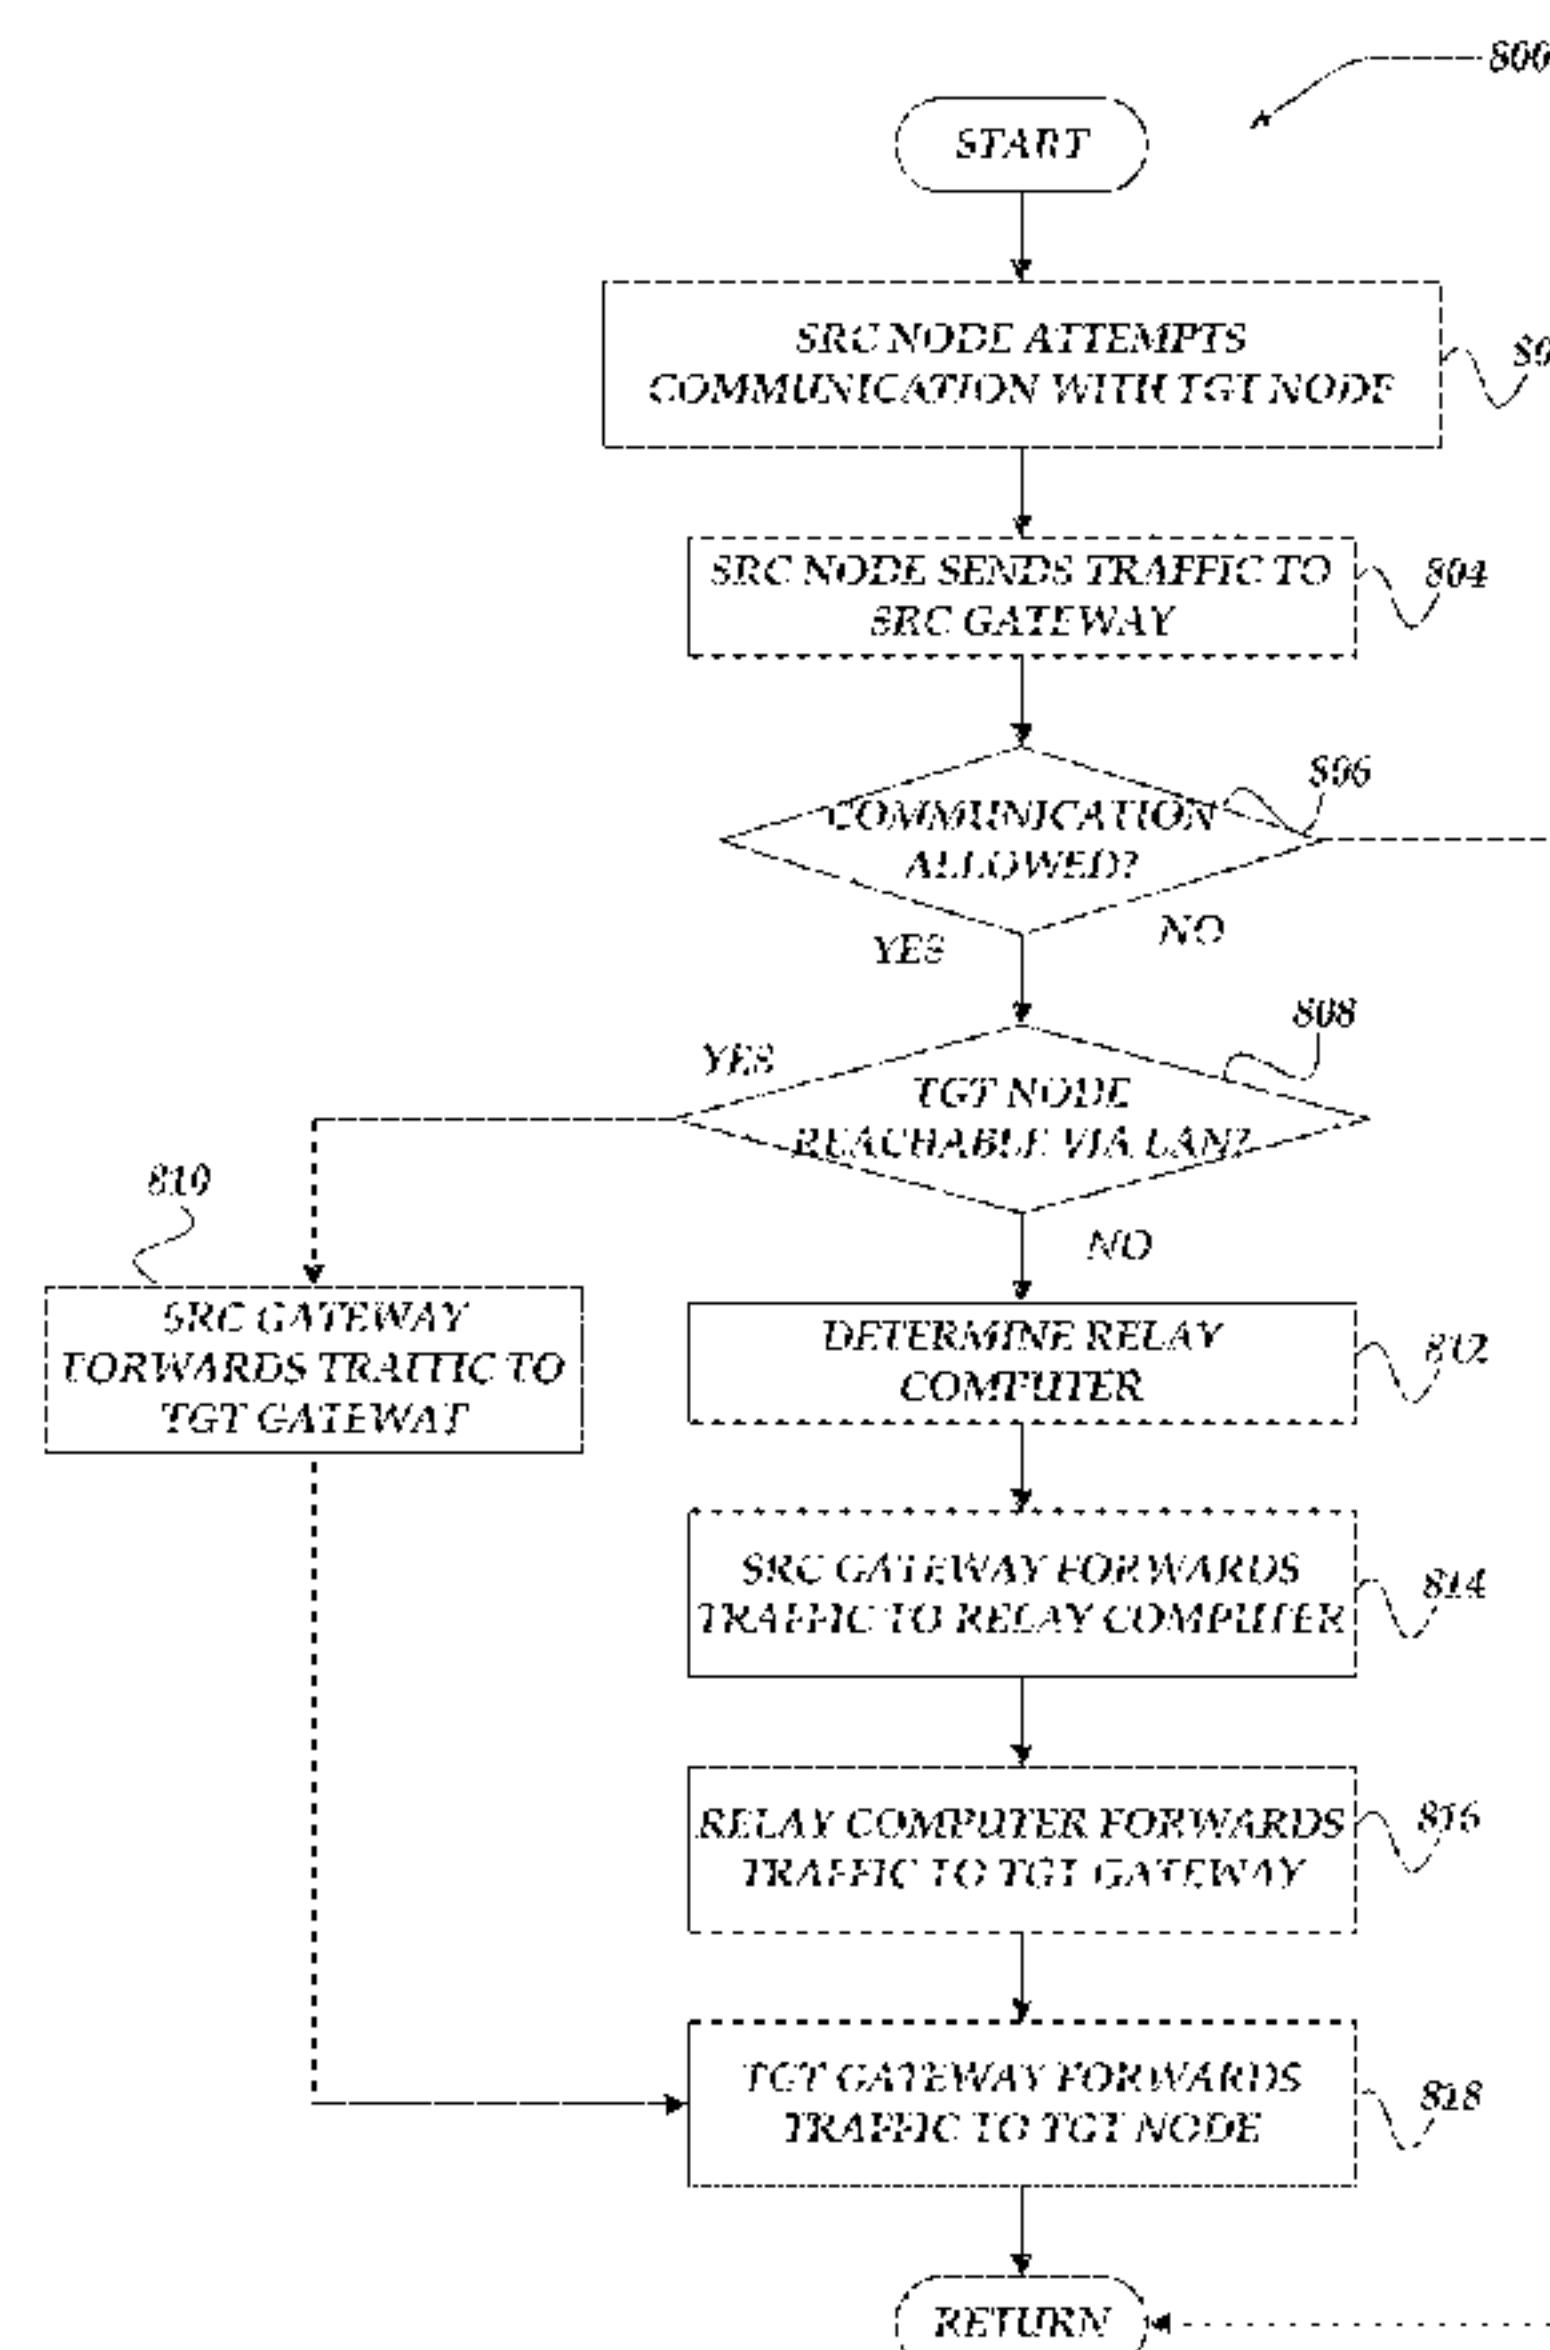 800
START
SRC NODE ATTEMPTS
COMMUNICATION WITH TGT NODE
80
SRC NODE SENDS TRAFFIC TO
SRC GATEWAY
804
COMMUNICATION
ALLOWED?
806
YES
NO
808
YES
TGT NODE
REACHABLE VIA LAN?
NO
810
SRC GATEWAY
FORWARDS TRAFFIC TO
TGT GATEWAT
DETERMINE RELAY
COMPUTER
812
SRC GATEWAY FORWARDS
TRAFFIC TO RELAY COMPUTER
814
RELAY COMPUTER FORWARDS
TRAFFIC TO TGT GATEWAY
816
TGT GATEWAY FORWARDS
TRAFFIC TO TGT NODE
818
RETURN